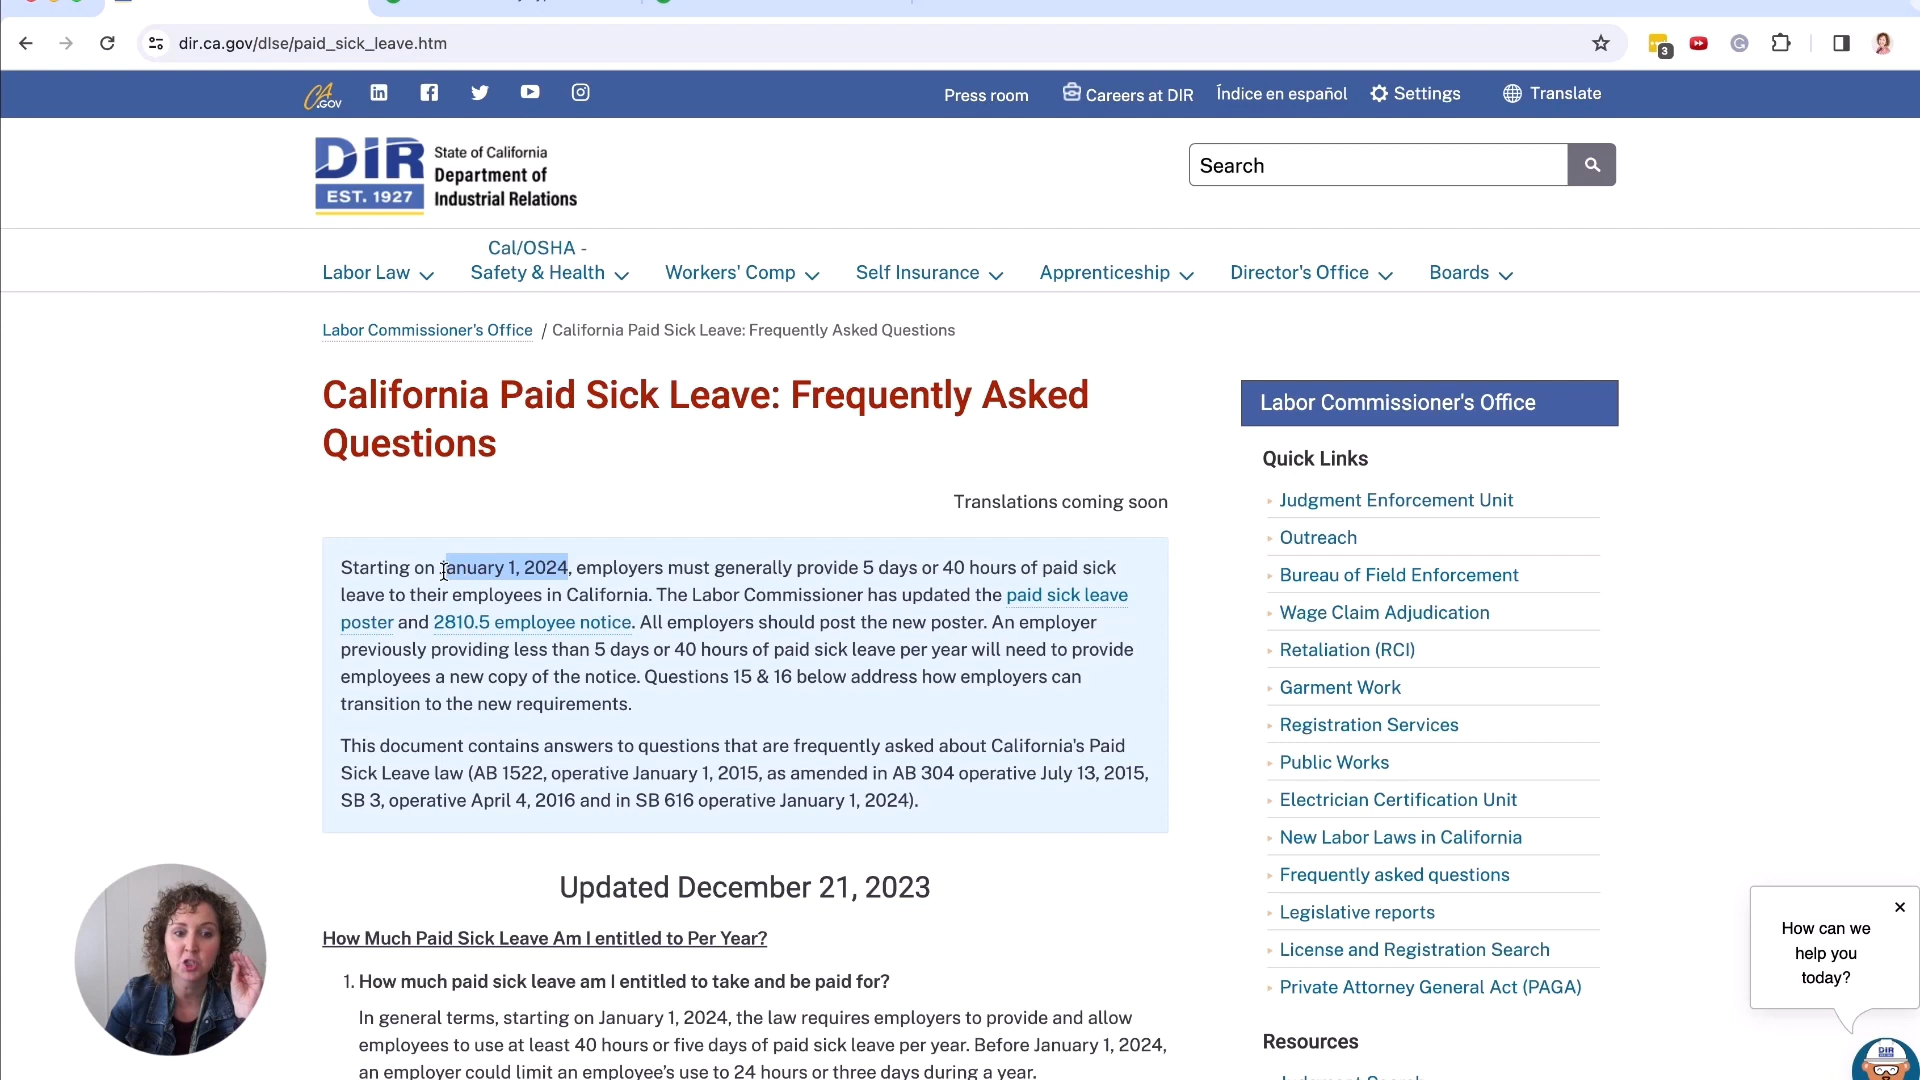 dir.ca.gov/dlse/paid_sick_leave.htm
3
CA.GOV
Press room
Careers at DIR
Índice en español
Settings
Translate
DIR
EST. 1927
State of California
Department of
Industrial Relations
Search
Labor Law
Cal/OSHA -
Safety & Health
Workers' Comp
Self Insurance
Apprenticeship
Director's Office
Boards
Labor Commissioner's Office / California Paid Sick Leave: Frequently Asked Questions
California Paid Sick Leave: Frequently Asked
Questions
Translations coming soon
Starting on January 1, 2024, employers must generally provide 5 days or 40 hours of paid sick
leave to their employees in California. The Labor Commissioner has updated the paid sick leave
poster and 2810.5 employee notice. All employers should post the new poster. An employer
previously providing less than 5 days or 40 hours of paid sick leave per year will need to provide
employees a new copy of the notice. Questions 15 & 16 below address how employers can
transition to the new requirements.
This document contains answers to questions that are frequently asked about California's Paid
Sick Leave law (AB 1522, operative January 1, 2015, as amended in AB 304 operative July 13, 2015,
SB 3, operative April 4, 2016 and in SB 616 operative January 1, 2024).
Updated December 21, 2023
How Much Paid Sick Leave Am I entitled to Per Year?
1. How much paid sick leave am I entitled to take and be paid for?
In general terms, starting on January 1, 2024, the law requires employers to provide and allow
employees to use at least 40 hours or five days of paid sick leave per year. Before January 1, 2024,
an employer could limit an employee's use to 24 hours or three days during a year.
Labor Commissioner's Office
Quick Links
Judgment Enforcement Unit
Outreach
Bureau of Field Enforcement
Wage Claim Adjudication
Retaliation (RCI)
Garment Work
Registration Services
Public Works
Electrician Certification Unit
New Labor Laws in California
Frequently asked questions
Legislative reports
License and Registration Search
Private Attorney General Act (PAGA)
Resources
How can we
help you
today?
DIR